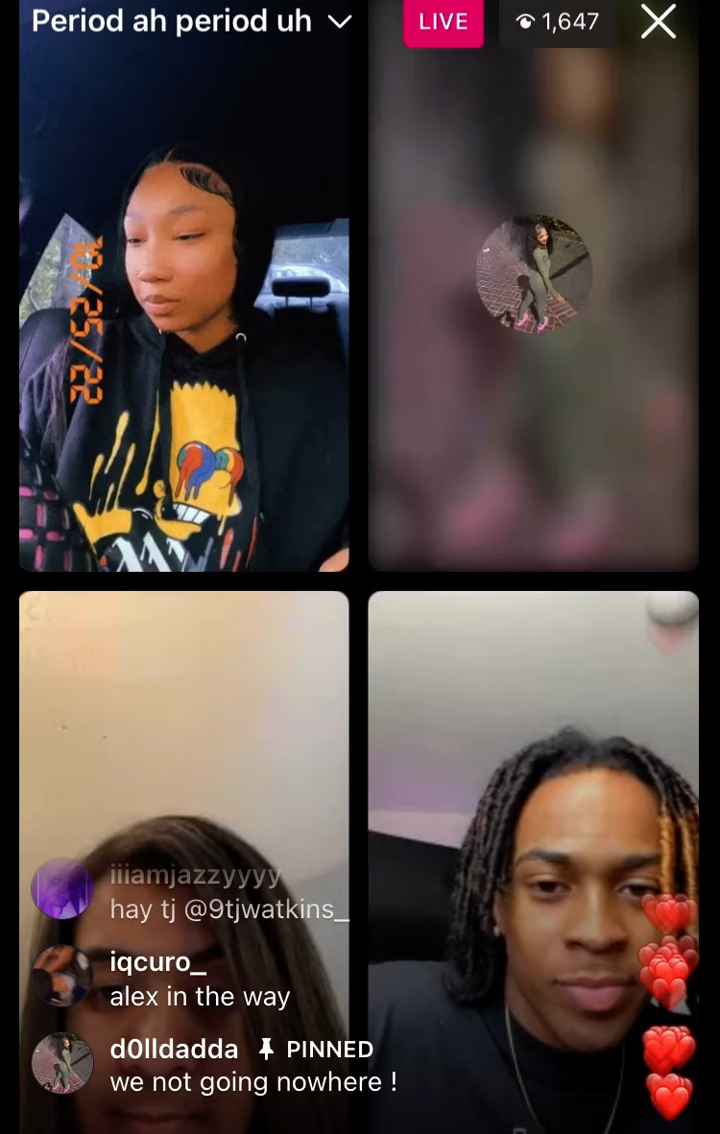 Period ah period uh
LIVE
1,647
10/25/22
iiiamjazzyyyy
hay tj @9tjwatkins_
iqcuro_
alex in the way
d0lldadda PINNED
we not going nowhere !